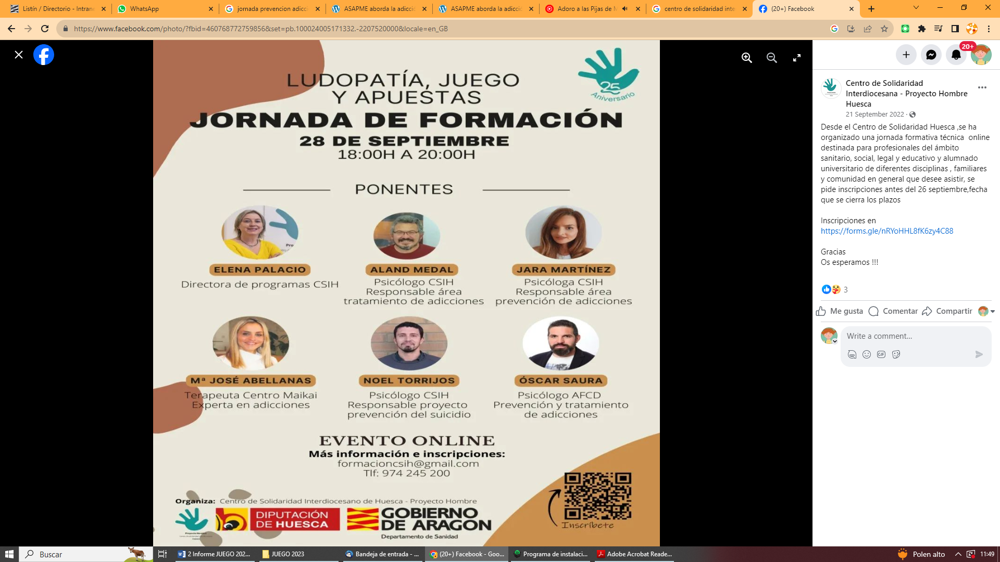 Listín / Directorio - Intrane
WhatsApp
jornada prevencion adicci
ASAPME aborda la adicció
ASAPME aborda la adicció
Adoro a las Pijas de M
centro de solidaridad inte
(20+) Facebook
https://www.facebook.com/photo/?fbid=460768772759856&set=pb.100024005171332.-2207520000&locale=en_GB
LUDOPATÍA, JUEGO
Y APUESTAS
JORNADA DE FORMACIÓN
28 DE SEPTIEMBRE
18:00H A 20:00H
25
Aniversario
PONENTES
ELENA PALACIO
Directora de programas CSIH
ALAND MEDAL
Psicólogo CSIH
Responsable área
tratamiento de adicciones
JARA MARTÍNEZ
Psicóloga CSIH
Responsable área
prevención de adicciones
Mª JOSÉ ABELLANAS
Terapeuta Centro Maikai
Experta en adicciones
NOEL TORRIJOS
Psicólogo CSIH
Responsable proyecto
prevención del suicidio
ÓSCAR SAURA
Psicólogo AFCD
Prevención y tratamiento
de adicciones
EVENTO ONLINE
Más información e inscripciones:
formacioncsih@gmail.com
Tlf: 974 245 200
Organiza: Centro de Solidaridad Interdiocesano de Huesca - Proyecto Hombre
Proyecto Hombre
DIPUTACIÓN
DE HUESCA
GOBIERNO
DE ARAGON
Departamento de Sanidad
Inscríbete
20+
Centro de Solidaridad
Interdiocesana - Proyecto Hombre
Huesca
21 September 2022 ·
Desde el Centro de Solidaridad Huesca ,se ha
organizado una jornada formativa técnica online
destinada para profesionales del ámbito
sanitario, social, legal y educativo y alumnado
universitario de diferentes disciplinas , familiares
y comunidad en general que desee asistir, se
pide inscripciones antes del 26 septiembre,fecha
que se cierra los plazos
Inscripciones en
https://forms.gle/nRYoHHL8fK6zy4C88
Gracias
Os esperamos !!!
3
Me gusta
Comentar
Compartir
Write a comment...
GIF
Buscar
2 Informe JUEGO 202...
JUEGO 2023
Bandeja de entrada - ...
(20+) Facebook - Goo...
Programa de instalaci...
Adobe Acrobat Reade...
Polen alto
11:49